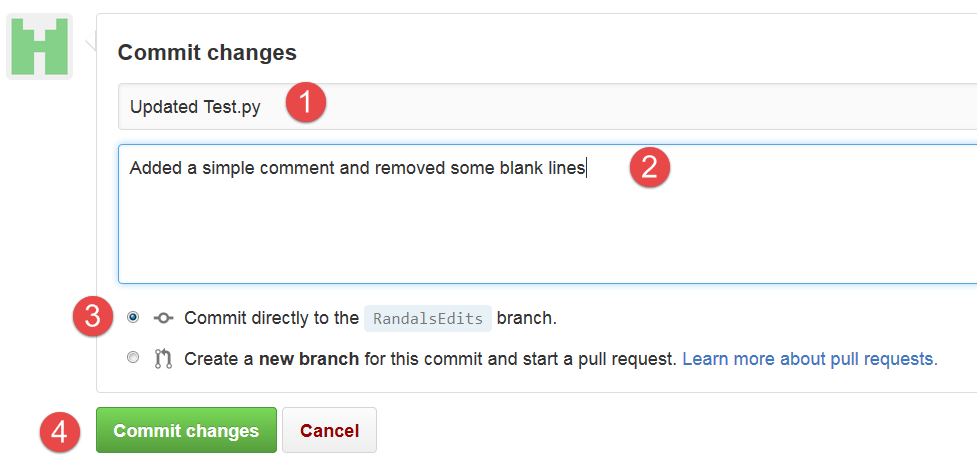 Commit changes
Updated Test.py 1
Added a simple comment and removed some blank lines 2
3 Commit directly to the RandalsEdits branch.
Create a new branch for this commit and start a pull request. Learn more about pull requests.
4 Commit changes Cancel